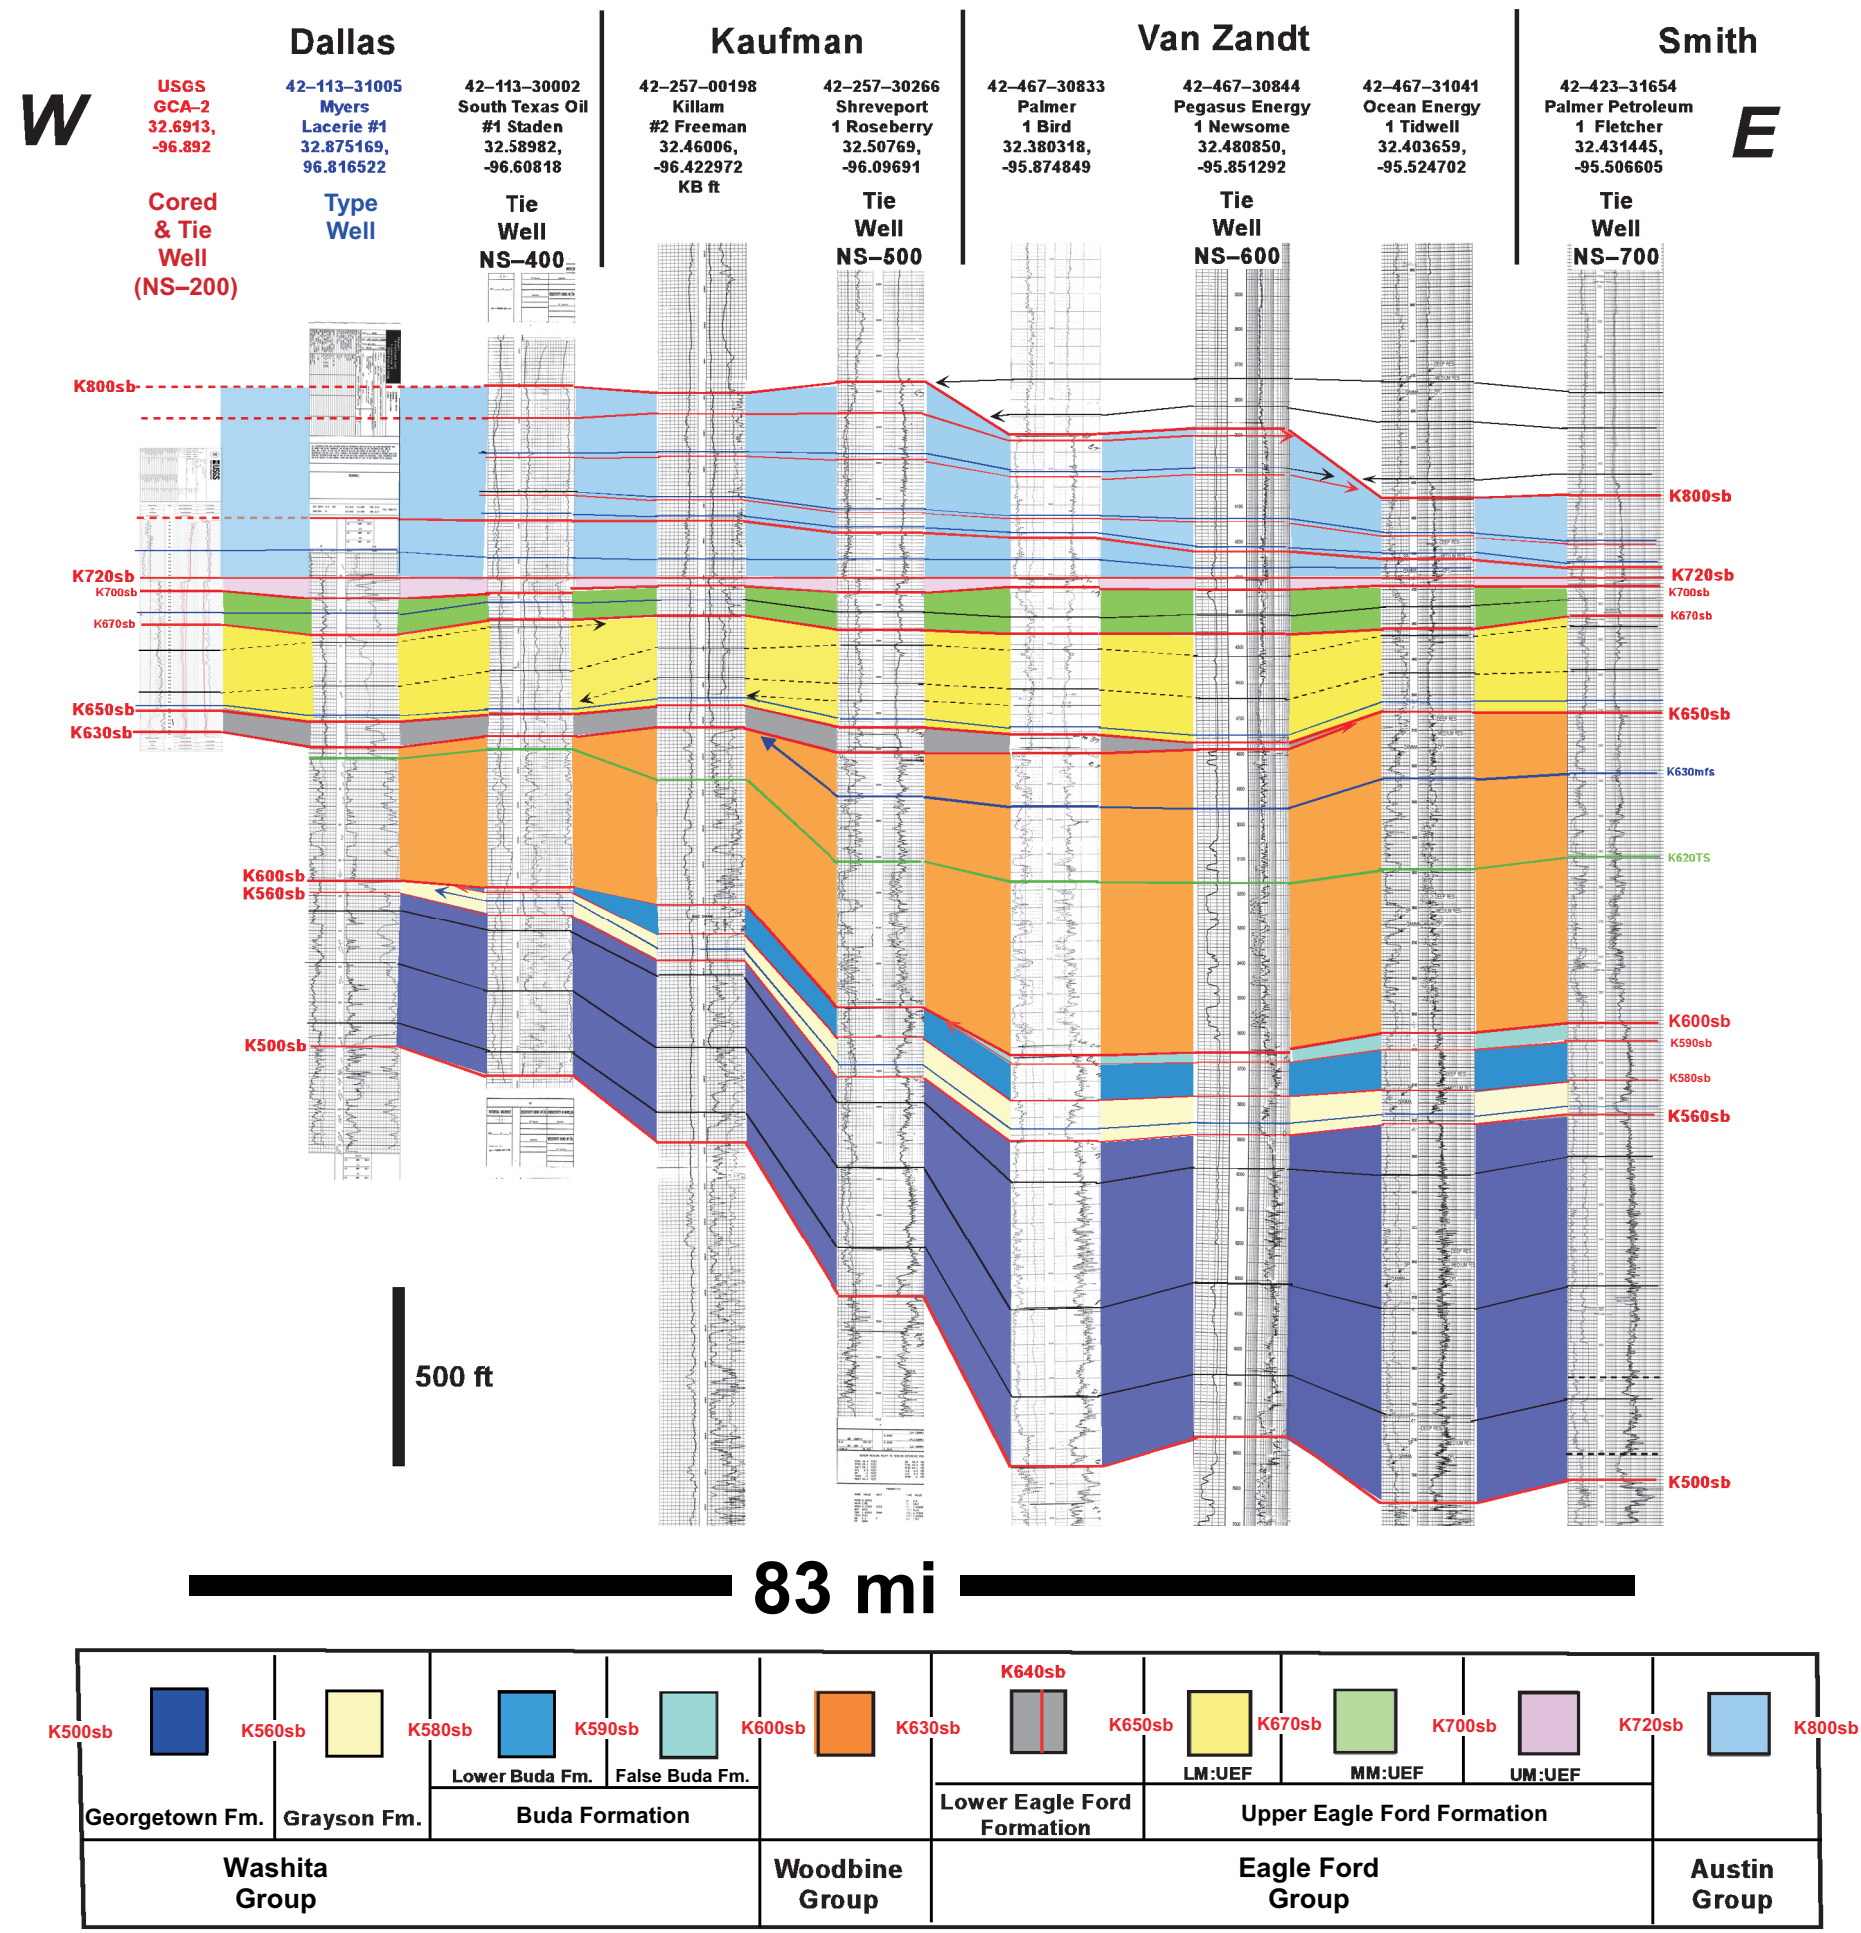 Dallas
Kaufman
Van Zandt
Smith
W
E
USGS
GCA–2
32.6913,
-96.892
Cored
& Tie
Well
(NS–200)
42–113–31005
Myers
Lacerie #1
32.875169,
96.816522
Type
Well
42–113–30002
South Texas Oil
#1 Staden
32.58982,
-96.60818
Tie
Well
NS–400
42–257–00198
Killam
#2 Freeman
32.46006,
-96.422972
KB ft
42–257–30266
Shreveport
1 Roseberry
32.50769,
-96.09691
Tie
Well
NS–500
42–467–30833
Palmer
1 Bird
32.380318,
-95.874849
42–467–30844
Pegasus Energy
1 Newsome
32.480850,
-95.851292
Tie
Well
NS–600
42–467–31041
Ocean Energy
1 Tidwell
32.403659,
-95.524702
42–423–31654
Palmer Petroleum
1 Fletcher
32.431445,
-95.506605
Tie
Well
NS–700
K800sb
K720sb
K700sb
K670sb
K650sb
K630sb
K600sb
K560sb
K500sb
K800sb
K720sb
K700sb
K670sb
K650sb
K630mfs
K620TS
K600sb
K590sb
K580sb
K560sb
K500sb
500 ft
83 mi
K640sb
K500sb
K560sb
K580sb
K590sb
K600sb
K630sb
K650sb
K670sb
K700sb
K720sb
K800sb
Lower Buda Fm.
False Buda Fm.
LM:UEF
MM:UEF
UM:UEF
Georgetown Fm.
Grayson Fm.
Buda Formation
Lower Eagle Ford
Formation
Upper Eagle Ford Formation
Washita
Group
Woodbine
Group
Eagle Ford
Group
Austin
Group